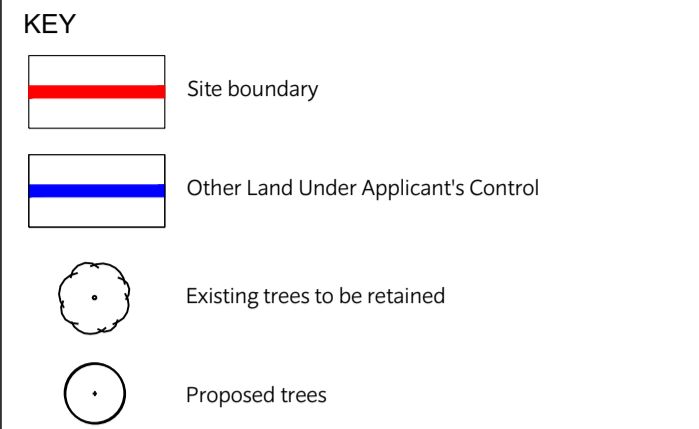 KEY
Site boundary
Other Land Under Applicant's Control
Existing trees to be retained
Proposed trees